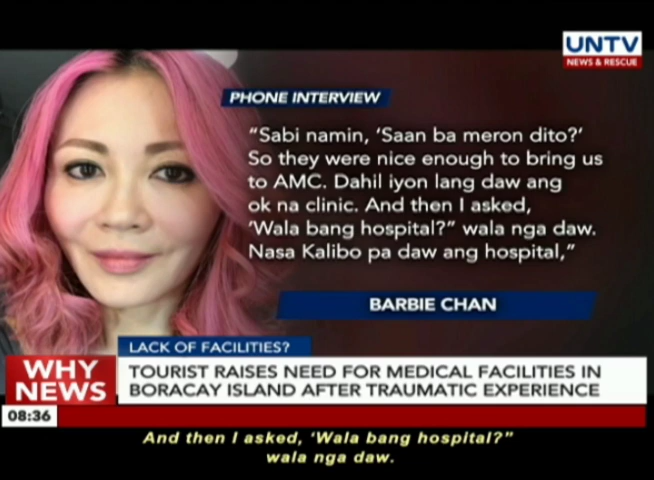 UNTV
NEWS & RESCUE
PHONE INTERVIEW
“Sabi namin, ‘Saan ba meron dito?’
So they were nice enough to bring us
to AMC. Dahil iyon lang daw ang
ok na clinic. And then I asked,
‘Wala bang hospital?” wala nga daw.
Nasa Kalibo pa daw ang hospital,”
BARBIE CHAN
LACK OF FACILITIES?
WHY
NEWS
TOURIST RAISES NEED FOR MEDICAL FACILITIES IN
BORACAY ISLAND AFTER TRAUMATIC EXPERIENCE
08:36
And then I asked, ‘Wala bang hospital?”
wala nga daw.